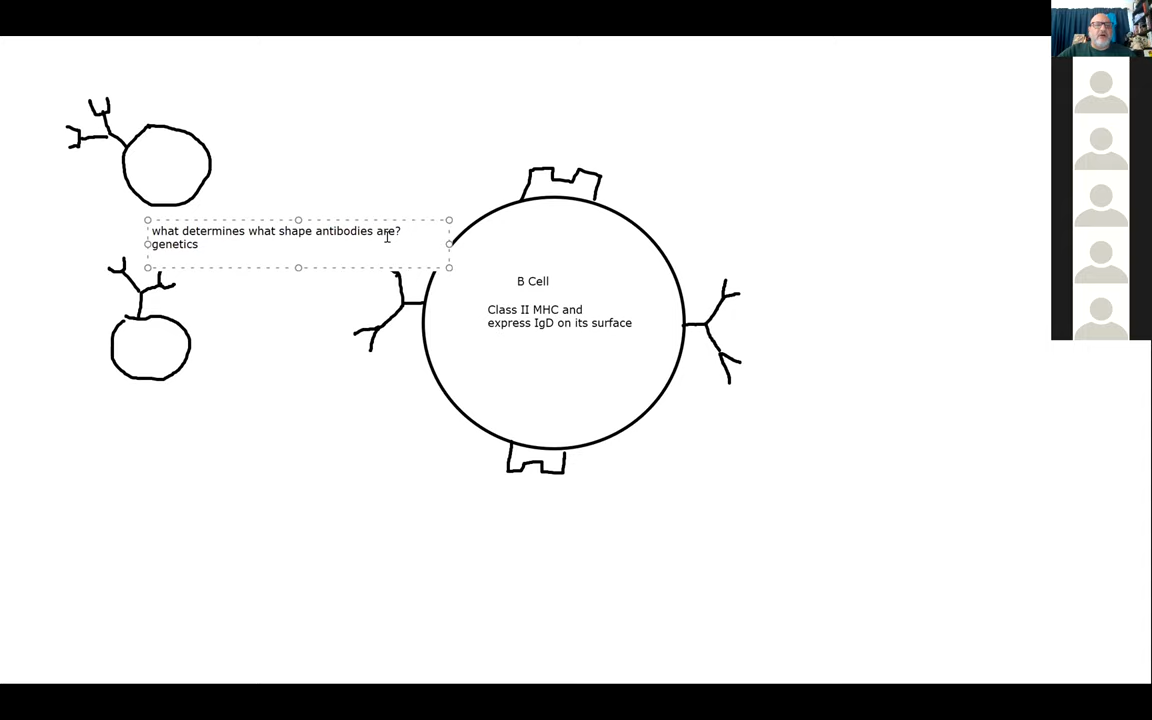 what determines what shape antibodies are?
genetics
B Cell
Class II MHC and
express IgD on its surface